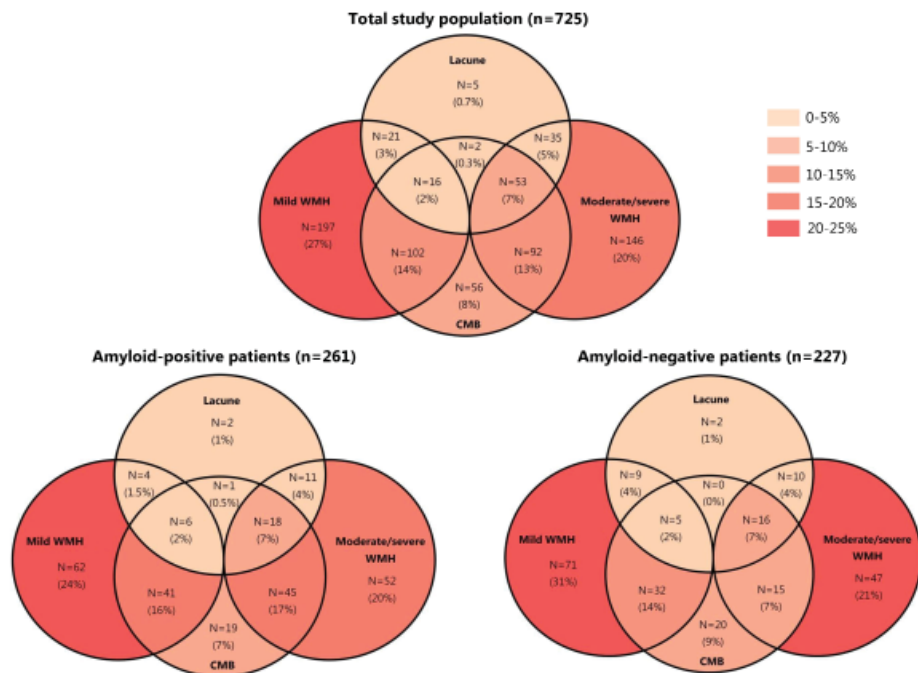 Total study population (n=725)
Lacune
N=5
(0.7%)
N=21
(3%)
N=2
(0.3%)
N=35
(5%)
N=16
(2%)
N=53
(7%)
Mild WMH
N=197
(27%)
Moderate/severe
WMH
N=146
(20%)
N=102
(14%)
N=92
(13%)
N=56
(8%)
CMB
0-5%
5-10%
10-15%
15-20%
20-25%
Amyloid-positive patients (n=261)
Lacune
N=2
(1%)
N=4
(1.5%)
N=1
(0.5%)
N=11
(4%)
N=6
(2%)
N=18
(7%)
Mild WMH
N=62
(24%)
Moderate/severe
WMH
N=52
(20%)
N=41
(16%)
N=45
(17%)
N=19
(7%)
CMB
Amyloid-negative patients (n=227)
Lacune
N=2
(1%)
N=9
(4%)
N=0
(0%)
N=10
(4%)
N=5
(2%)
N=16
(7%)
Mild WMH
N=71
(31%)
Moderate/severe
WMH
N=47
(21%)
N=32
(14%)
N=15
(7%)
N=20
(9%)
CMB